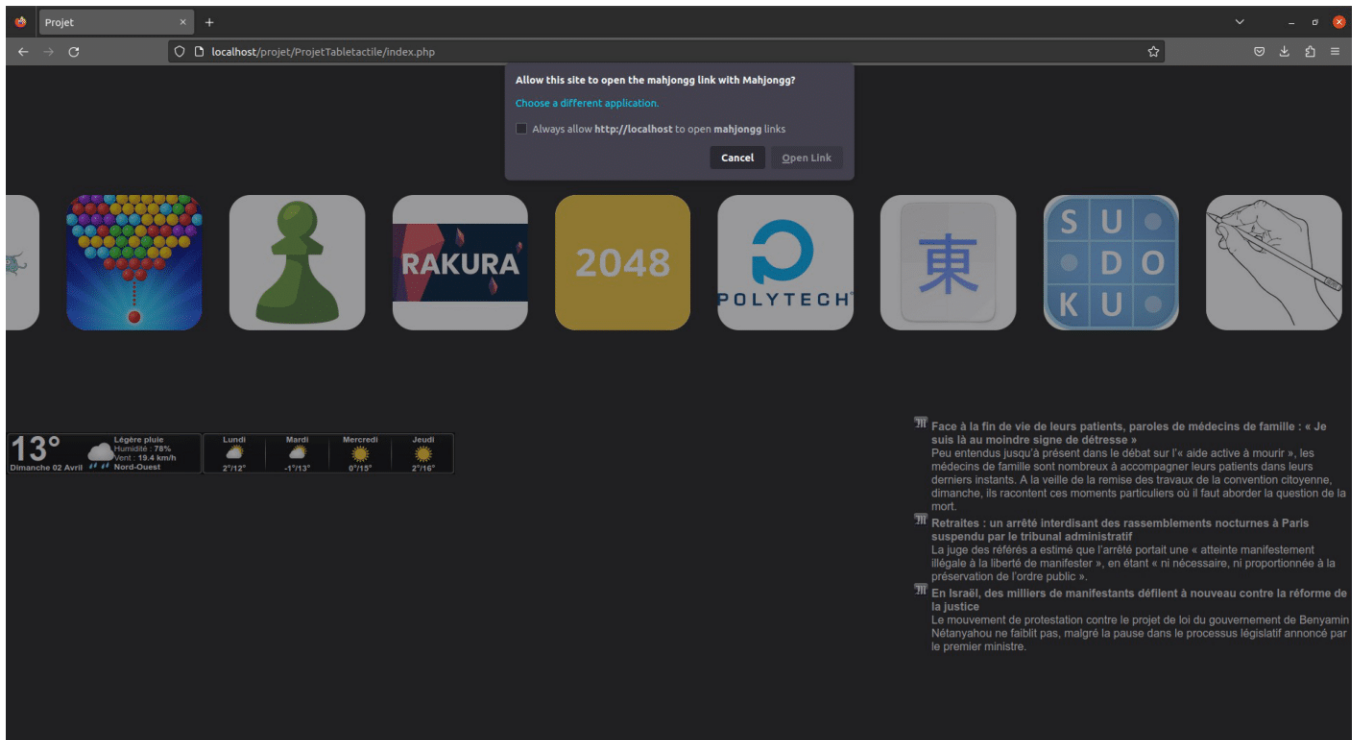 Projet
localhost/projet/ProjetTabletactile/index.php
Allow this site to open the mahjongg link with Mahjongg?
Choose a different application.
Always allow http://localhost to open mahjongg links
Cancel
Open Link
RAKURA
2048
POLYTECH
東
S U
D O
K U
13°
Dimanche 02 Avril
Légère pluie
Humidité : 78%
Vent : 19.4 km/h
Nord-Ouest
Lundi
2°/12°
Mardi
-1°/13°
Mercredi
0°/15°
Jeudi
2°/16°
Face à la fin de vie de leurs patients, paroles de médecins de famille : « Je
suis là au moindre signe de détresse »
Peu entendus jusqu'à présent dans le débat sur l'« aide active à mourir », les
médecins de famille sont nombreux à accompagner leurs patients dans leurs
derniers instants. A la veille de la remise des travaux de la convention citoyenne,
dimanche, ils racontent ces moments particuliers où il faut aborder la question de la
mort.
Retraites : un arrêté interdisant des rassemblements nocturnes à Paris
suspendu par le tribunal administratif
La juge des référés a estimé que l'arrêté portait une « atteinte manifestement
illégale à la liberté de manifester », en étant « ni nécessaire, ni proportionnée à la
préservation de l'ordre public ».
En Israël, des milliers de manifestants défilent à nouveau contre la réforme de
la justice
Le mouvement de protestation contre le projet de loi du gouvernement de Benyamin
Nétanyahou ne faiblit pas, malgré la pause dans le processus législatif annoncé par
le premier ministre.